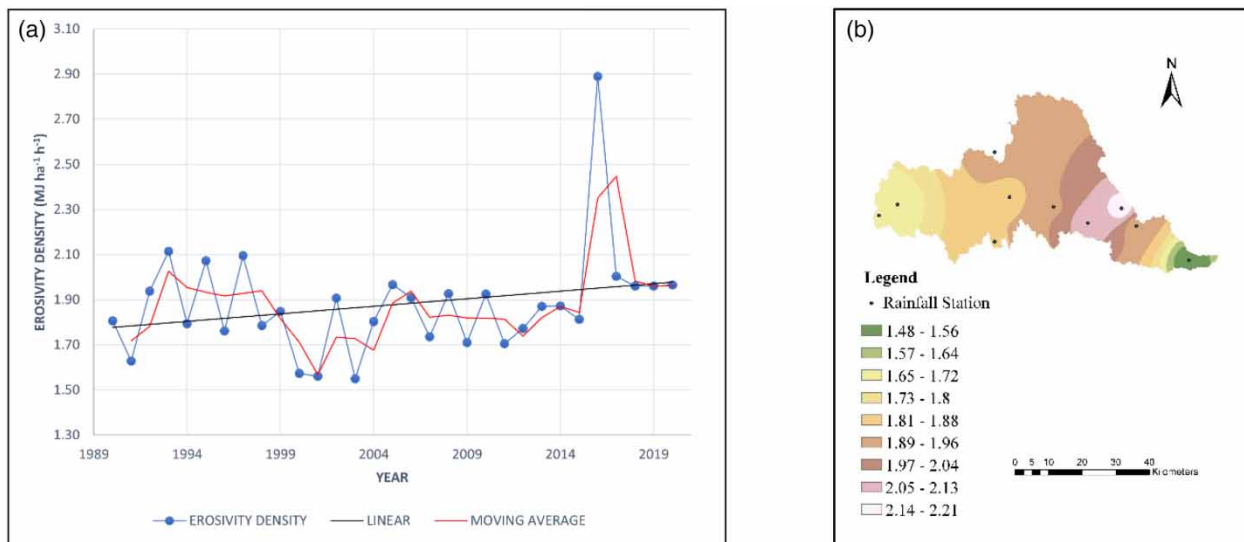 (a)
3.10
2.90
2.70
2.50
2.30
2.10
1.90
1.70
1.50
1.30
EROSIVITY DENSITY (MJ ha⁻¹ h⁻¹)
1989 1994 1999 2004 2009 2014 2019
YEAR
EROSIVITY DENSITY LINEAR MOVING AVERAGE
(b)
N
Legend
Rainfall Station
1.48 - 1.56
1.57 - 1.64
1.65 - 1.72
1.73 - 1.8
1.81 - 1.88
1.89 - 1.96
1.97 - 2.04
2.05 - 2.13
2.14 - 2.21
0 5 10 20 30 40
Kilometers